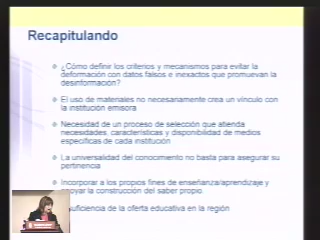 Recapitulando
¿Cómo definir los criterios y mecanismos para evitar la
deformación con datos falsos e inexactos que promuevan la
desinformación?
El uso de materiales no necesariamente crea un vínculo con
la institución emisora
Necesidad de un proceso de selección que atienda
necesidades, características y disponibilidad de medios
específicas de cada institución
La universalidad del conocimiento no basta para asegurar su
pertinencia
Incorporar a los propios fines de enseñanza/aprendizaje y
apoyar la construcción del saber propio
suficiencia de la oferta educativa en la región